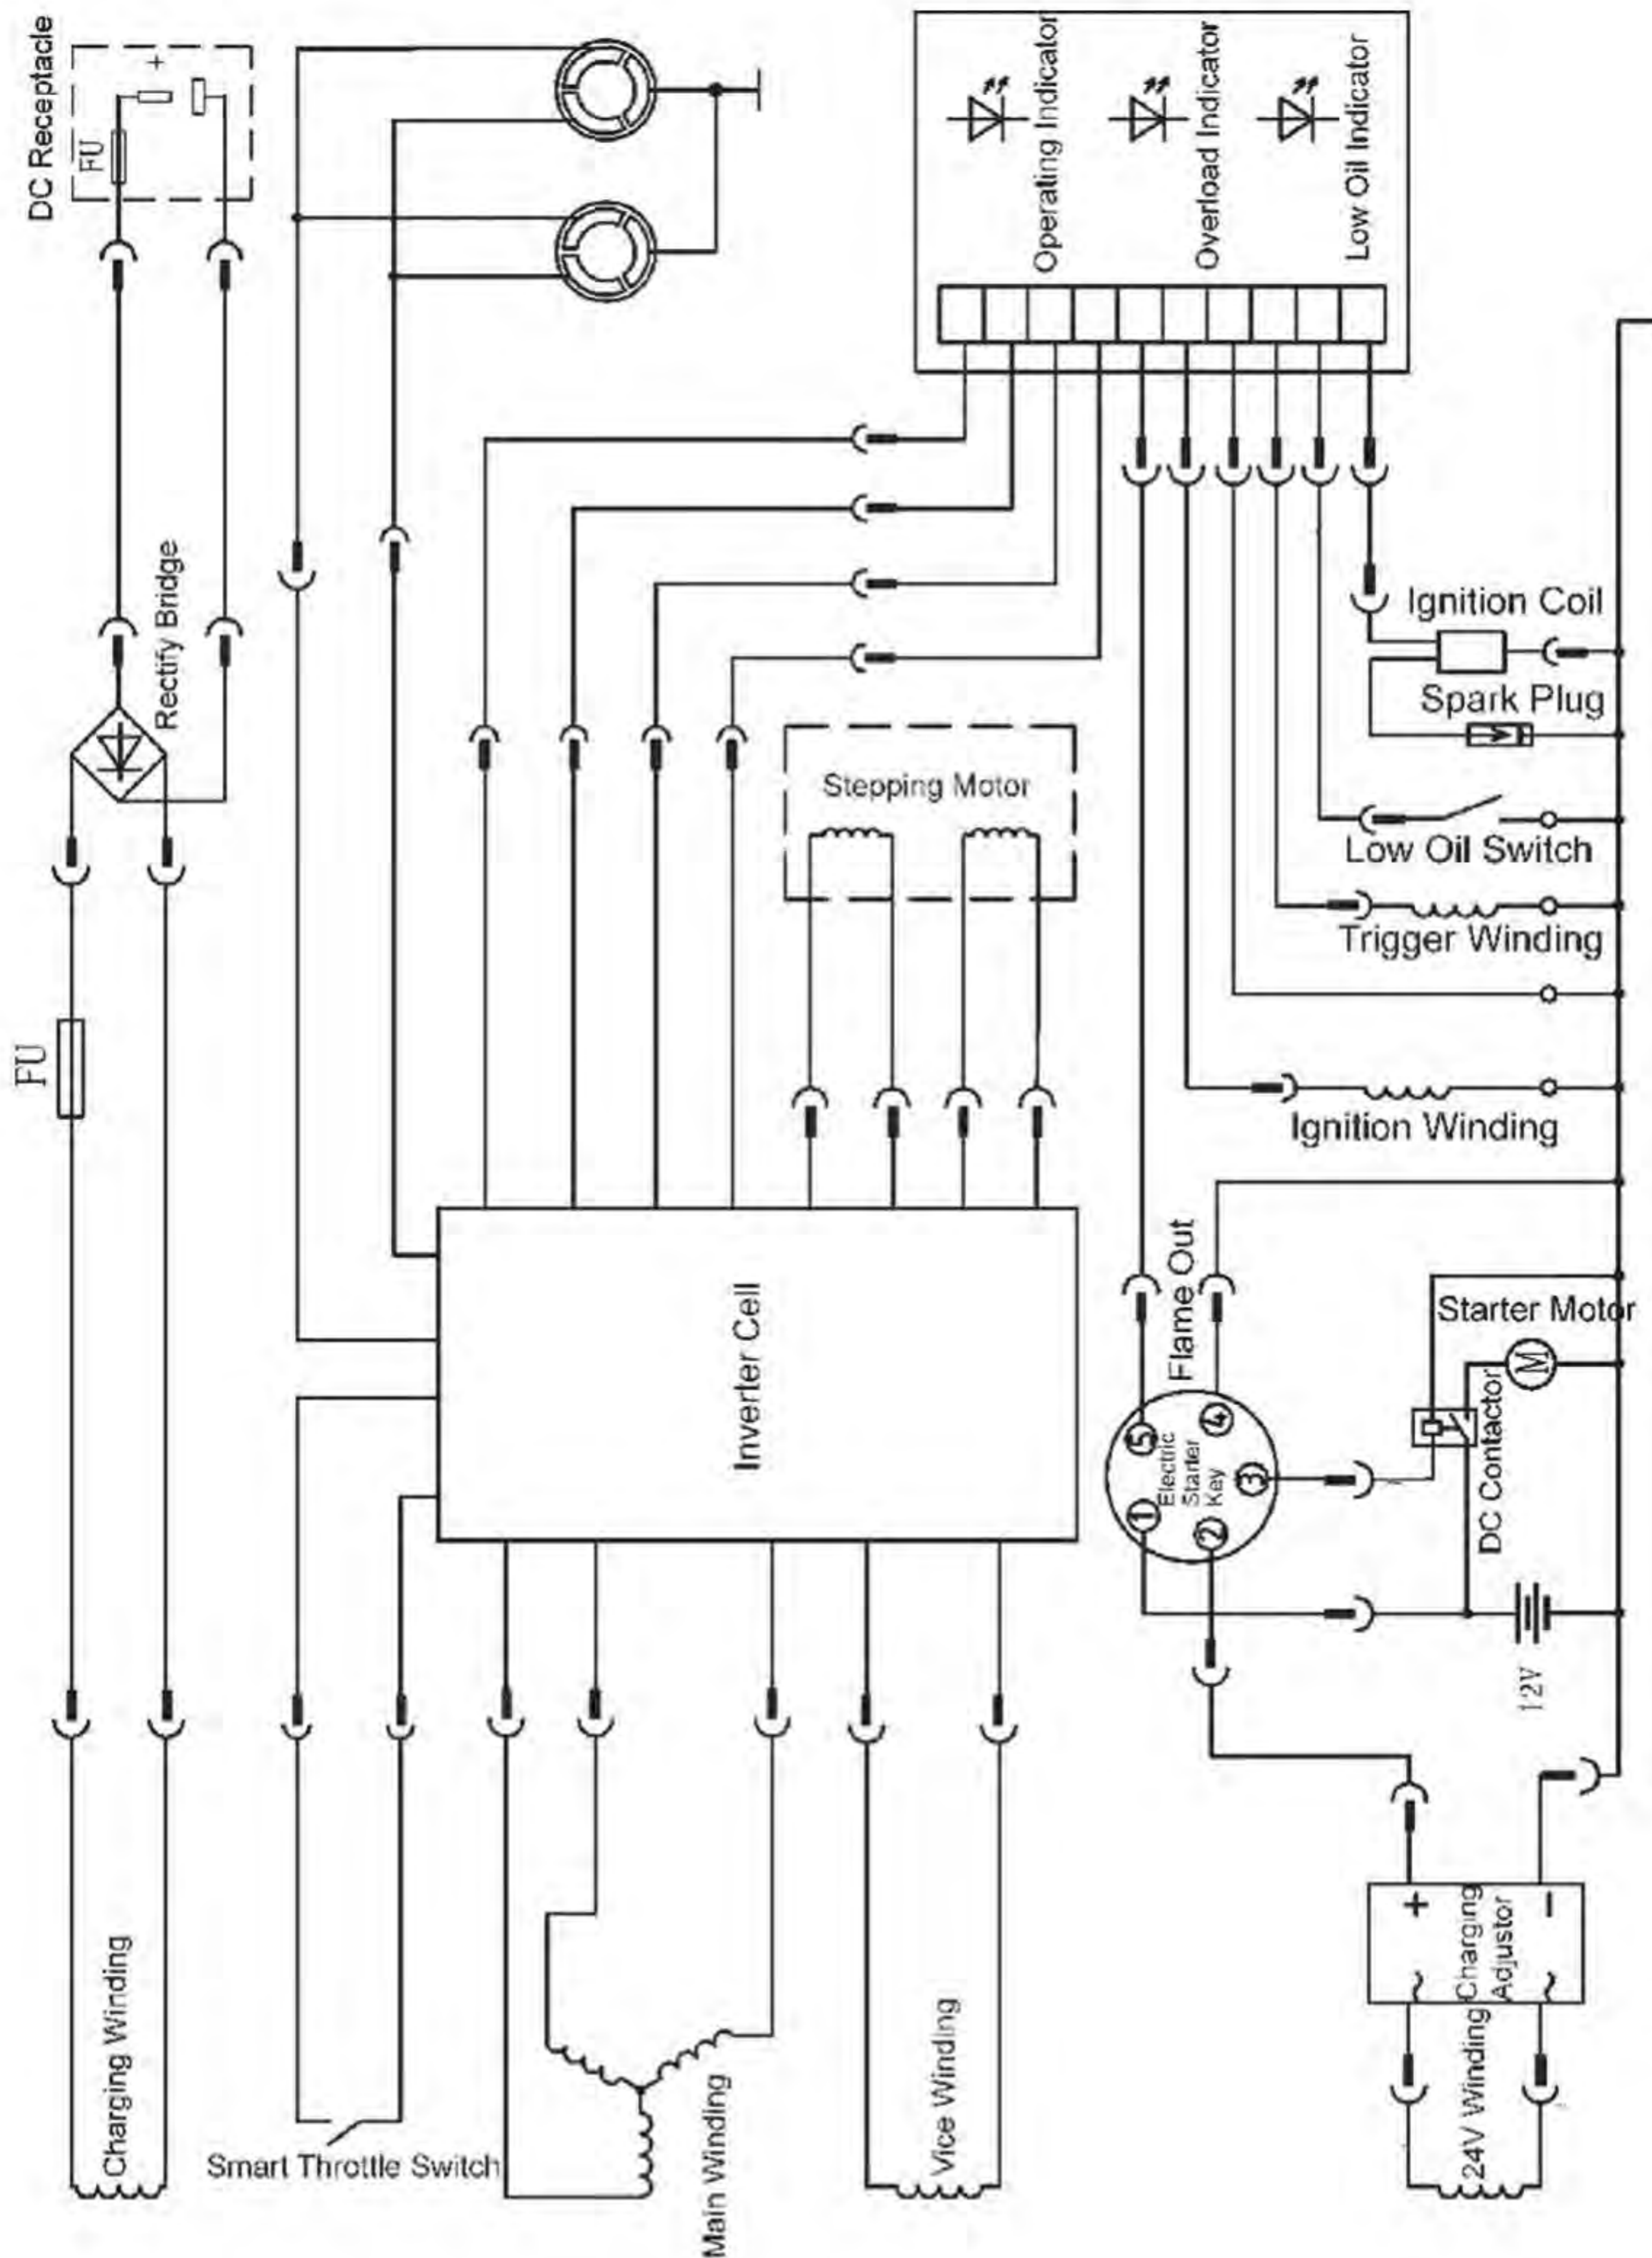 DC Receptacle
+
FU
Rectify Bridge
FU
Charging Winding
Operating Indicator
Overload Indicator
Low Oil Indicator
Ignition Coil
Spark Plug
Stepping Motor
Low Oil Switch
Trigger Winding
Ignition Winding
Inverter Cell
Flame Out
Starter Motor
M
DC Contactor
5
4
3
2
1
Electric
Starter
Key
12V
Smart Throttle Switch
Main Winding
Vice Winding
+
−
Charging
Adjustor
~
~
24V Winding